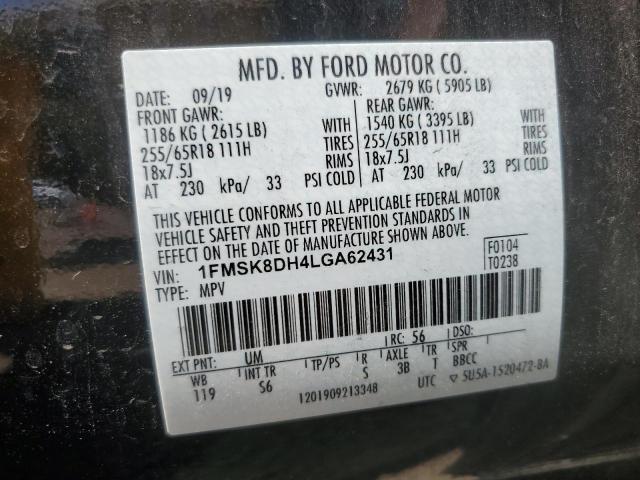 MFD. BY FORD MOTOR CO.
DATE: 09/19 GVWR: 2679 KG ( 5905 LB)
FRONT GAWR: REAR GAWR:
1186 KG ( 2615 LB) 1540 KG ( 3395 LB)
255/65R18 111H TIRES 255/65R18 111H TIRES
18x7.5J RIMS 18x7.5J RIMS
AT 230 kPa/ 33 PSI COLD AT 230 kPa/ 33 PSI COLD
THIS VEHICLE CONFORMS TO ALL APPLICABLE FEDERAL MOTOR
VEHICLE SAFETY AND THEFT PREVENTION STANDARDS IN
EFFECT ON THE DATE OF MANUFACTURE SHOWN ABOVE.
VIN: 1FMSK8DH4LGA62431 F0104
TYPE: MPV T0238
EXT PNT: UM RC: 56 DSO:
WB INT TR TP/PS R AXLE TR SPR
119 S6 S 3B T BBCC
1201909213348 UTC ▽ 5U5A-1520472-BA